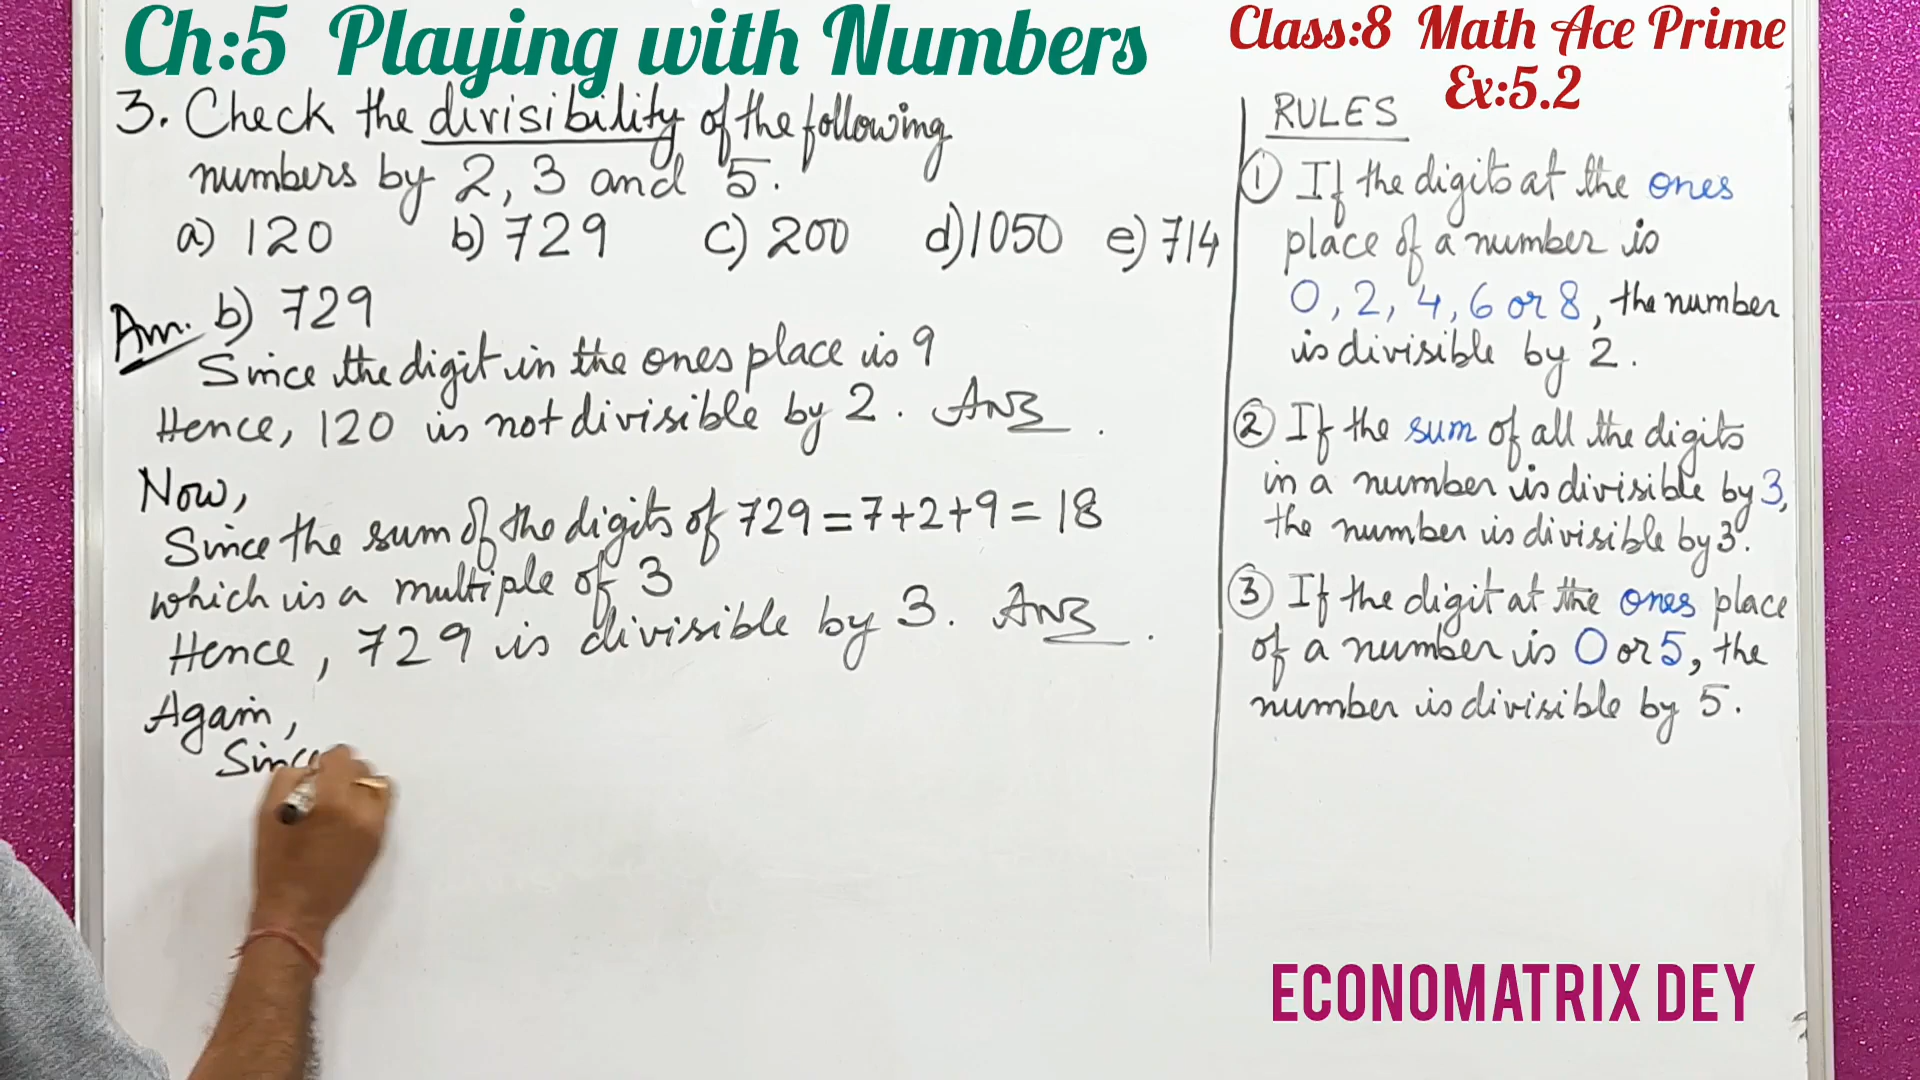 Ch:5 Playing with Numbers
Class:8 Math Ace Prime
Ex:5.2
3. Check the divisibility of the following
numbers by 2, 3 and 5.
a) 120 b) 729 c) 200 d) 1050 e) 714
Ans. b) 729
Since the digit in the ones place is 9
Hence, 120 is not divisible by 2. Ans.
Now,
Since the sum of the digits of 729 = 7+2+9 = 18
which is a multiple of 3
Hence, 729 is divisible by 3. Ans.
Again,
Sinc
RULES
① If the digits at the ones
place of a number is
0, 2, 4, 6 or 8, the number
is divisible by 2.
② If the sum of all the digits
in a number is divisible by 3,
the number is divisible by 3.
③ If the digit at the ones place
of a number is 0 or 5, the
number is divisible by 5.
ECONOMATRIX DEY